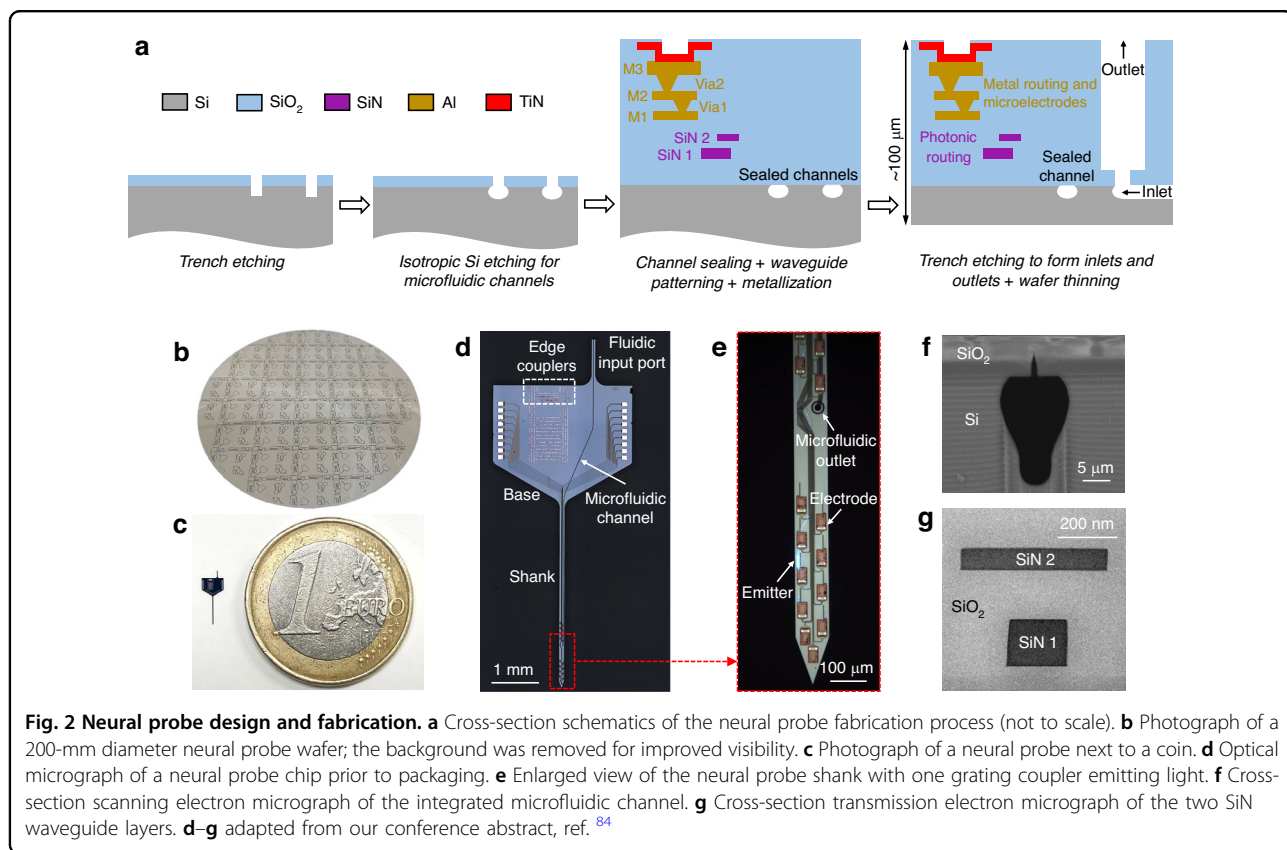 a
Si
SiO2
SiN
Al
TiN
Trench etching
Isotropic Si etching for
microfluidic channels
M3
Via2
M2
Via1
M1
SiN 2
SiN 1
Sealed channels
Channel sealing + waveguide
patterning + metallization
~100 μm
Outlet
Metal routing and
microelectrodes
Photonic
routing
Sealed
channel
Inlet
Trench etching to form inlets and
outlets + wafer thinning
b
c
1 EURO
d
Edge
couplers
Fluidic
input port
Base
Microfluidic
channel
Shank
1 mm
e
Microfluidic
outlet
Electrode
Emitter
100 μm
f
SiO2
Si
5 μm
g
200 nm
SiN 2
SiO2
SiN 1
Fig. 2 Neural probe design and fabrication. a Cross-section schematics of the neural probe fabrication process (not to scale). b Photograph of a
200-mm diameter neural probe wafer; the background was removed for improved visibility. c Photograph of a neural probe next to a coin. d Optical
micrograph of a neural probe chip prior to packaging. e Enlarged view of the neural probe shank with one grating coupler emitting light. f Cross-
section scanning electron micrograph of the integrated microfluidic channel. g Cross-section transmission electron micrograph of the two SiN
waveguide layers. d–g adapted from our conference abstract, ref. 84